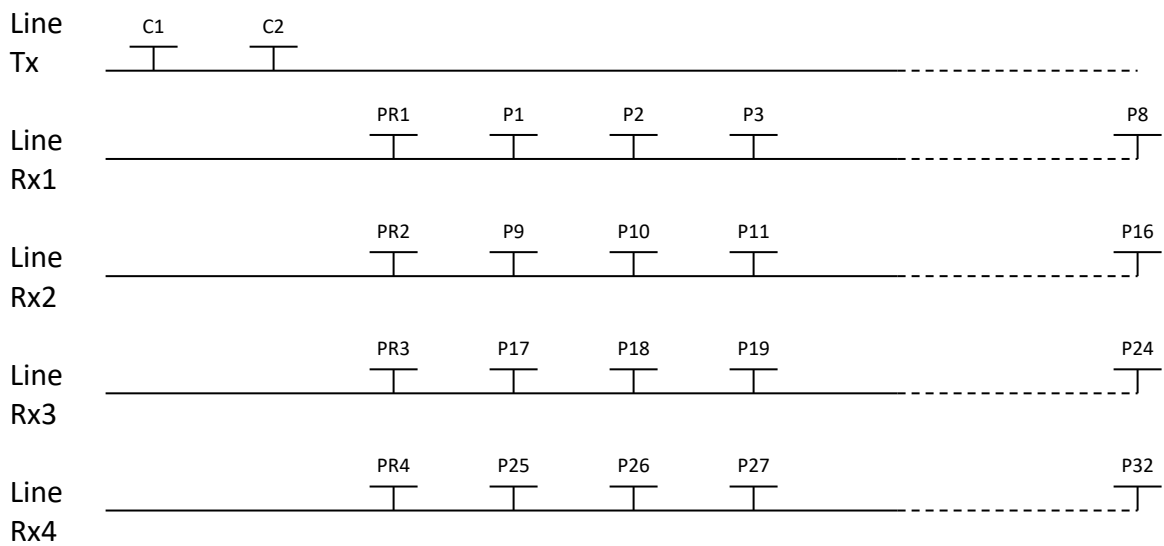 Line
Tx
C1 C2
Line
Rx1
PR1 P1 P2 P3 P8
Line
Rx2
PR2 P9 P10 P11 P16
Line
Rx3
PR3 P17 P18 P19 P24
Line
Rx4
PR4 P25 P26 P27 P32